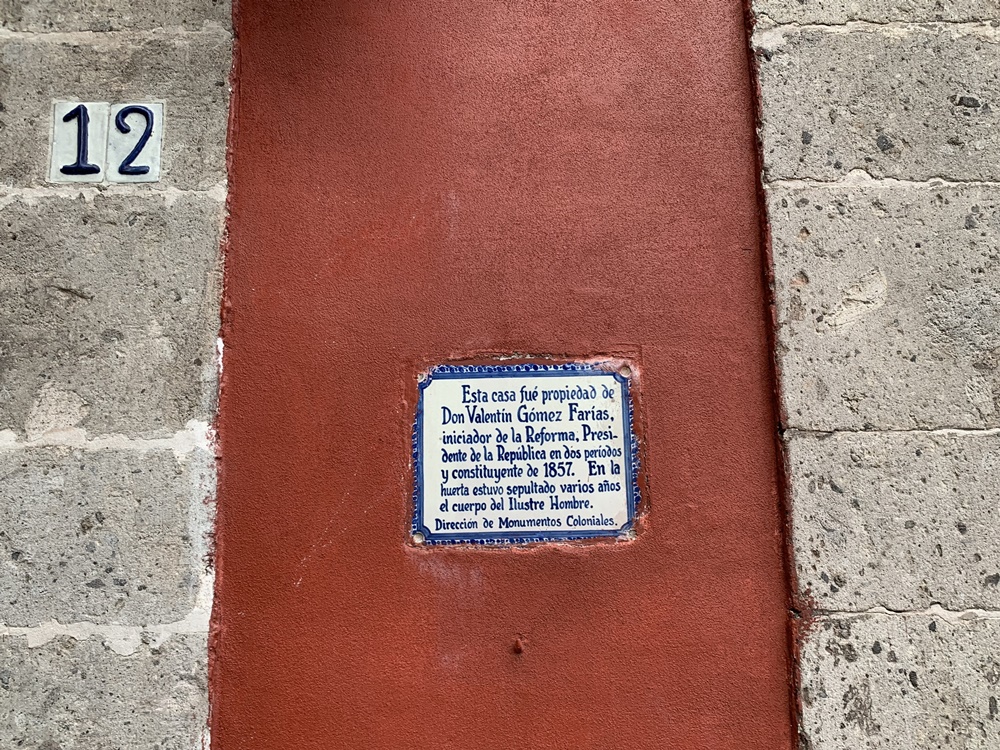 12
Esta casa fué propiedad de
Don Valentín Gómez Farías,
iniciador de la Reforma, Presi-
dente de la República en dos períodos
y constituyente de 1857. En la
huerta estuvo sepultado varios años
el cuerpo del Ilustre Hombre.
Dirección de Monumentos Coloniales.